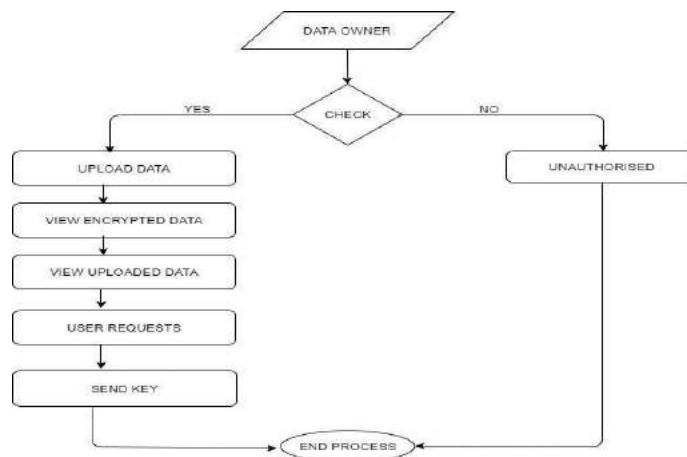 DATA OWNER
YES
CHECK
NO
UPLOAD DATA
UNAUTHORISED
VIEW ENCRYPTED DATA
VIEW UPLOADED DATA
USER REQUESTS
SEND KEY
END PROCESS